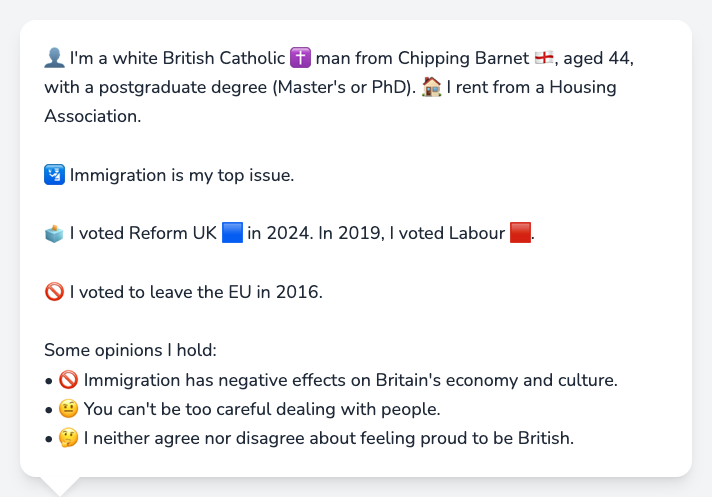 👤 I'm a white British Catholic ✝️ man from Chipping Barnet 🏴󠁧󠁢󠁥󠁮󠁧󠁿, aged 44,
with a postgraduate degree (Master's or PhD). 🏠 I rent from a Housing
Association.
🛂 Immigration is my top issue.
🗳️ I voted Reform UK 🟦 in 2024. In 2019, I voted Labour 🟥.
🚫 I voted to leave the EU in 2016.
Some opinions I hold:
• 🚫 Immigration has negative effects on Britain's economy and culture.
• 🤨 You can't be too careful dealing with people.
• 🤔 I neither agree nor disagree about feeling proud to be British.